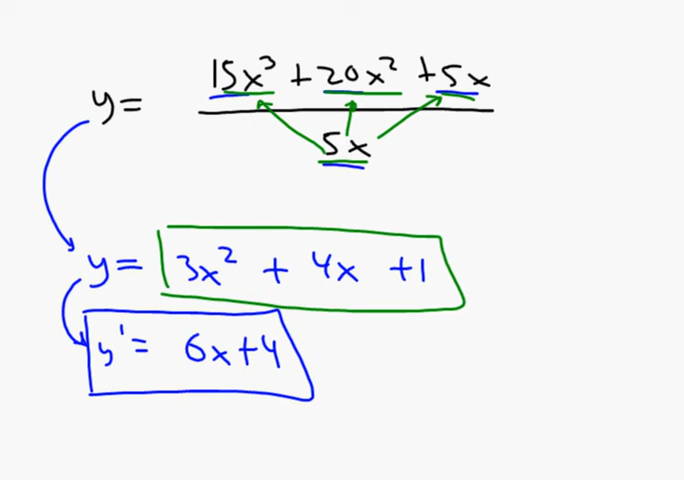 15x³ + 20x² + 5x
y =
5x
y = 3x² + 4x + 1
y' = 6x + 4